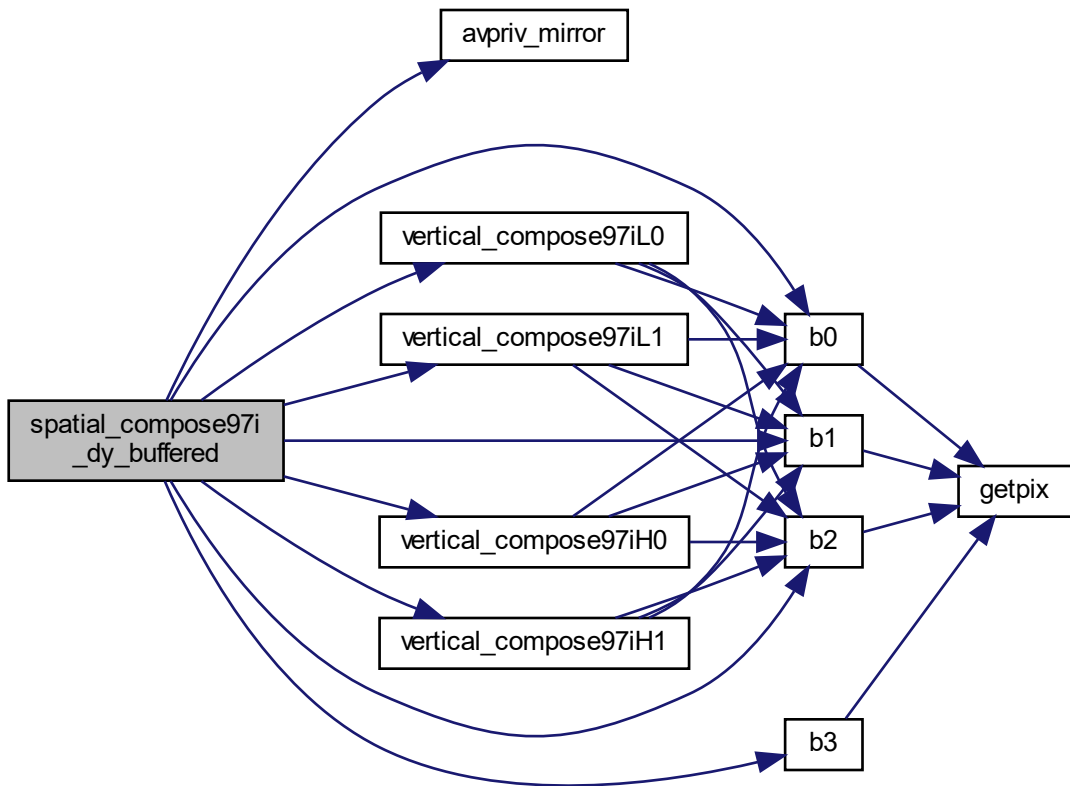 avpriv_mirror
vertical_compose97iL0
vertical_compose97iL1
b0
spatial_compose97i
_dy_buffered
b1
getpix
vertical_compose97iH0
b2
vertical_compose97iH1
b3